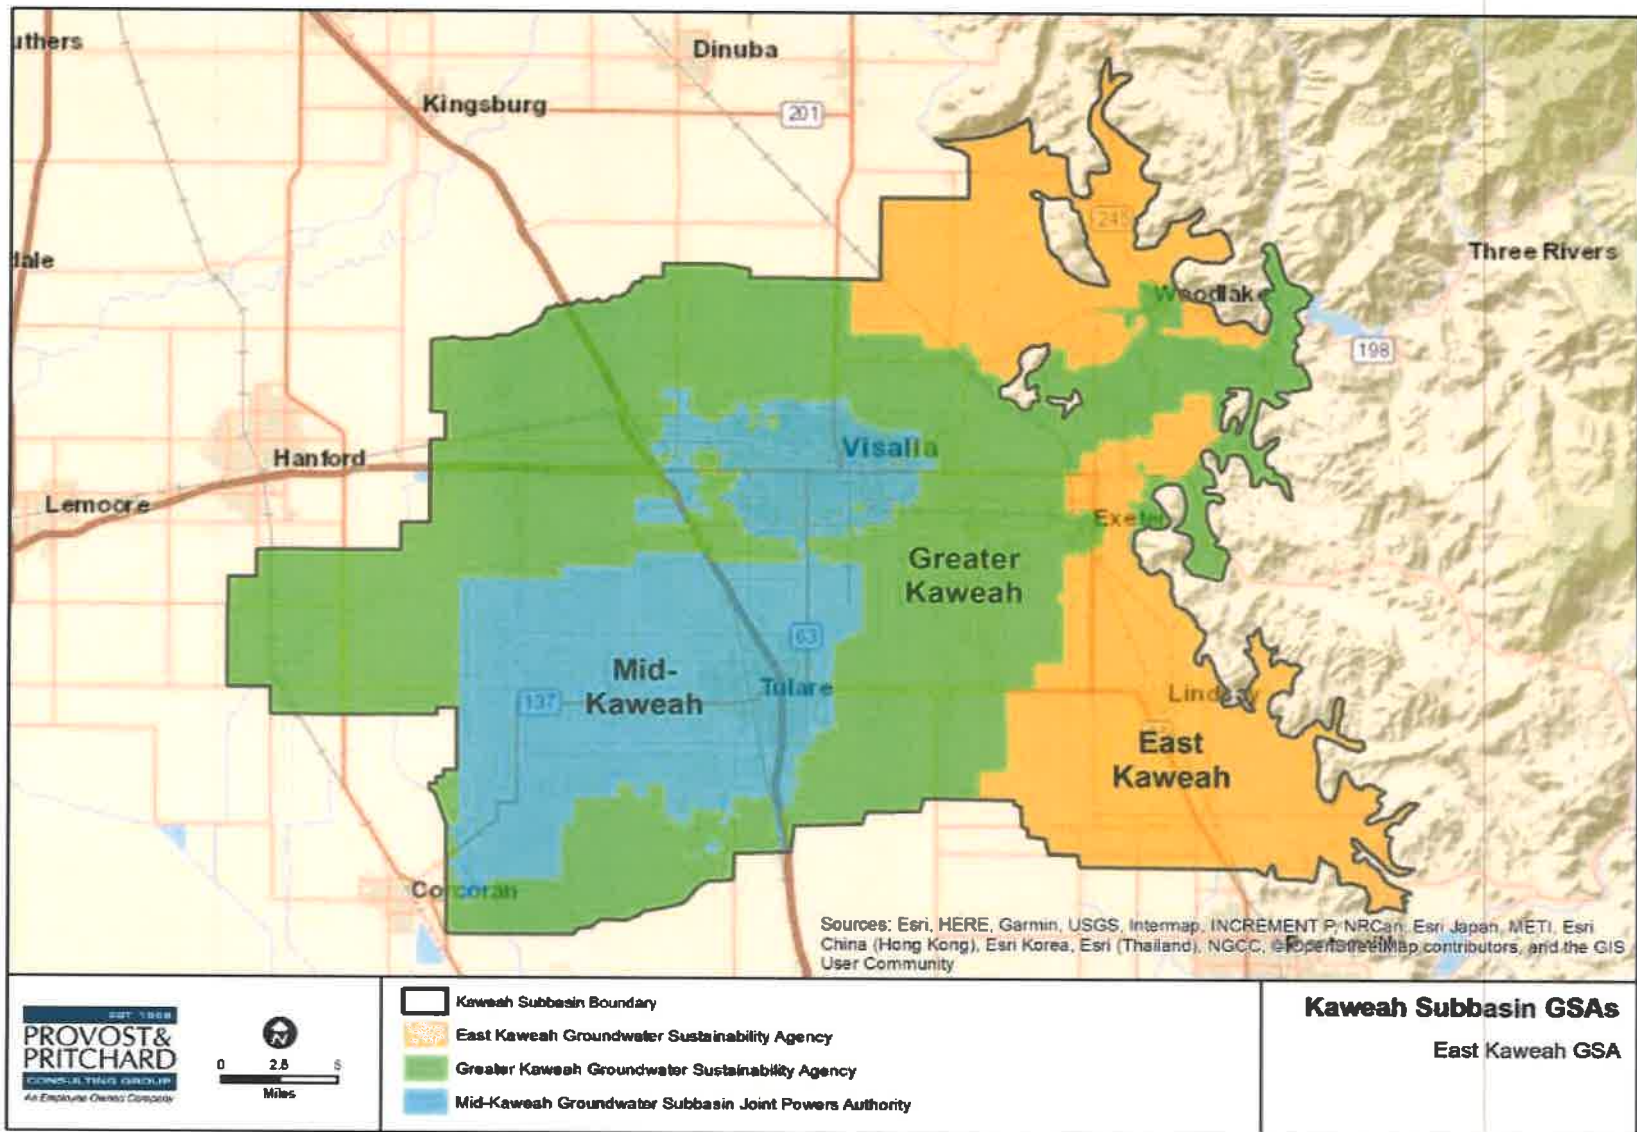 uthers
Dinuba
Kingsburg
201
245
dale
Three Rivers
Woodlake
198
Visalia
Hanford
Lemoore
Exeter
Greater
Kaweah
63
Mid-
Kaweah
Tulare
137
Lindsay
East
Kaweah
Corcoran
Sources: Esri, HERE, Garmin, USGS, Intermap, INCREMENT P, NRCan, Esri Japan, METI, Esri
China (Hong Kong), Esri Korea, Esri (Thailand), NGCC, © OpenStreetMap contributors, and the GIS
User Community
EST. 1968
PROVOST&
PRITCHARD
CONSULTING GROUP
An Employee Owned Company
N
0 2.5 5
Miles
Kaweah Subbasin Boundary
East Kaweah Groundwater Sustainability Agency
Greater Kaweah Groundwater Sustainability Agency
Mid-Kaweah Groundwater Subbasin Joint Powers Authority
Kaweah Subbasin GSAs
East Kaweah GSA